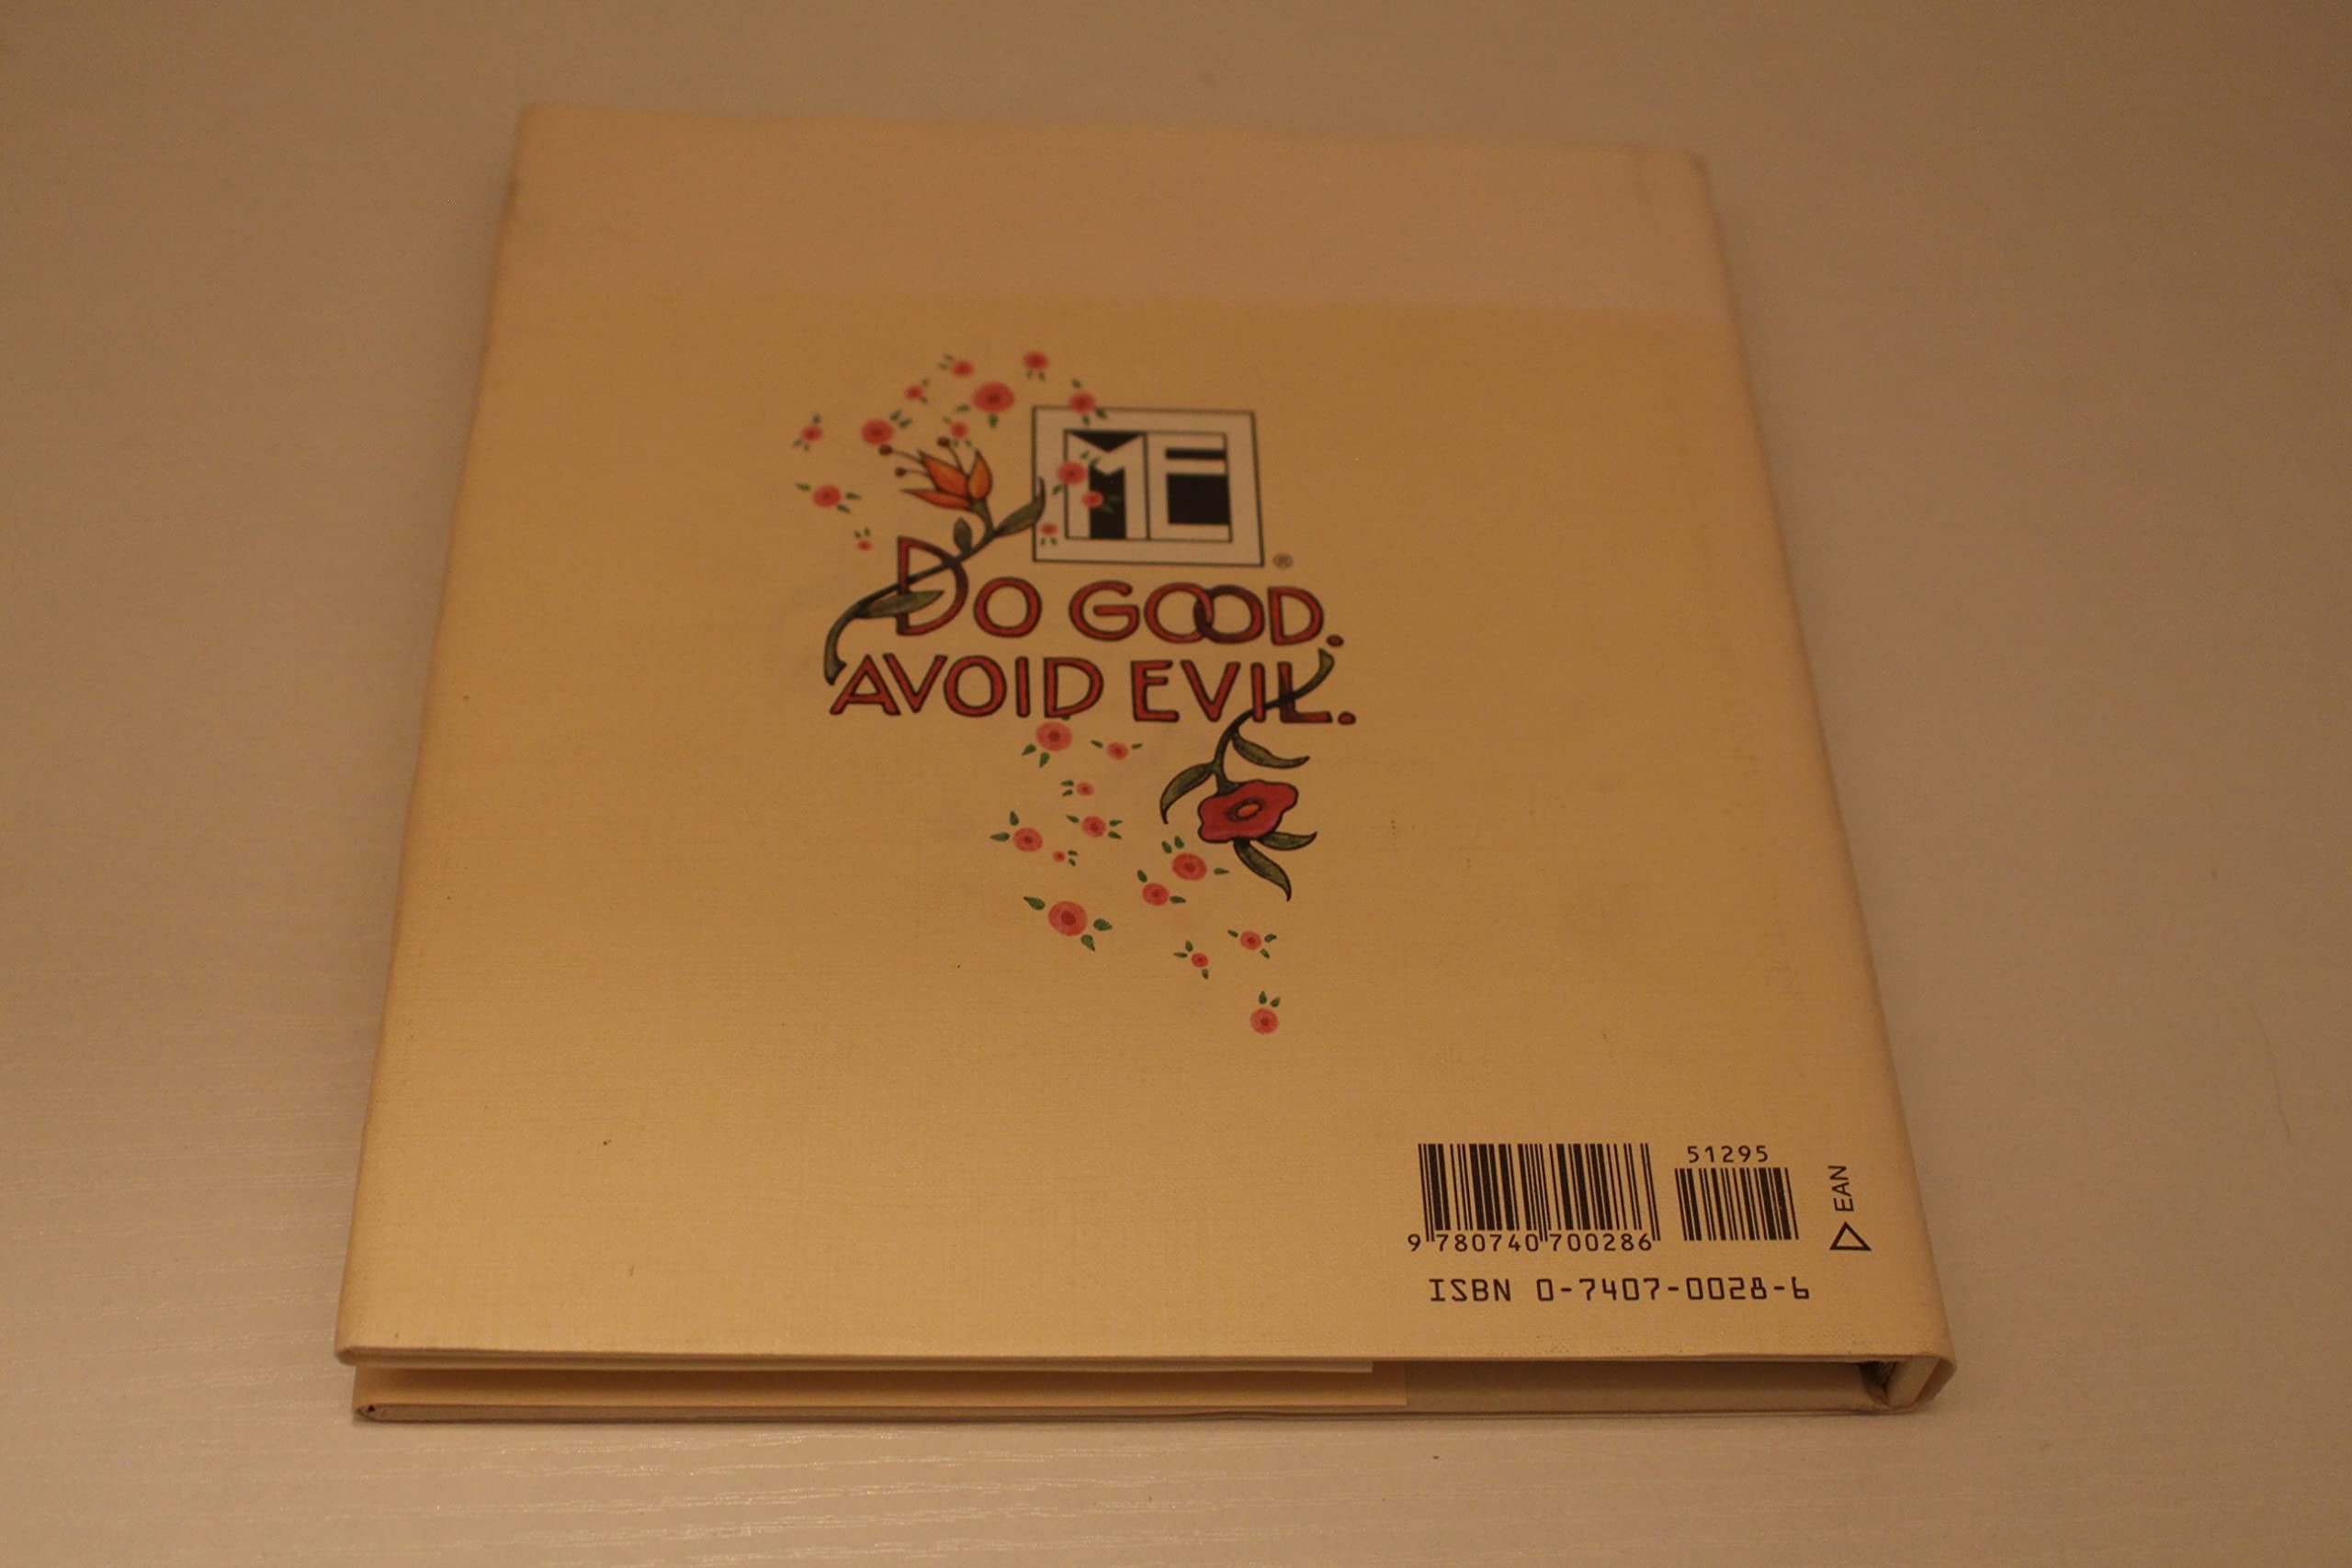 ME®
DO GOOD.
AVOID EVIL.
51295
9 780740 700286
EAN
ISBN 0-7407-0028-6